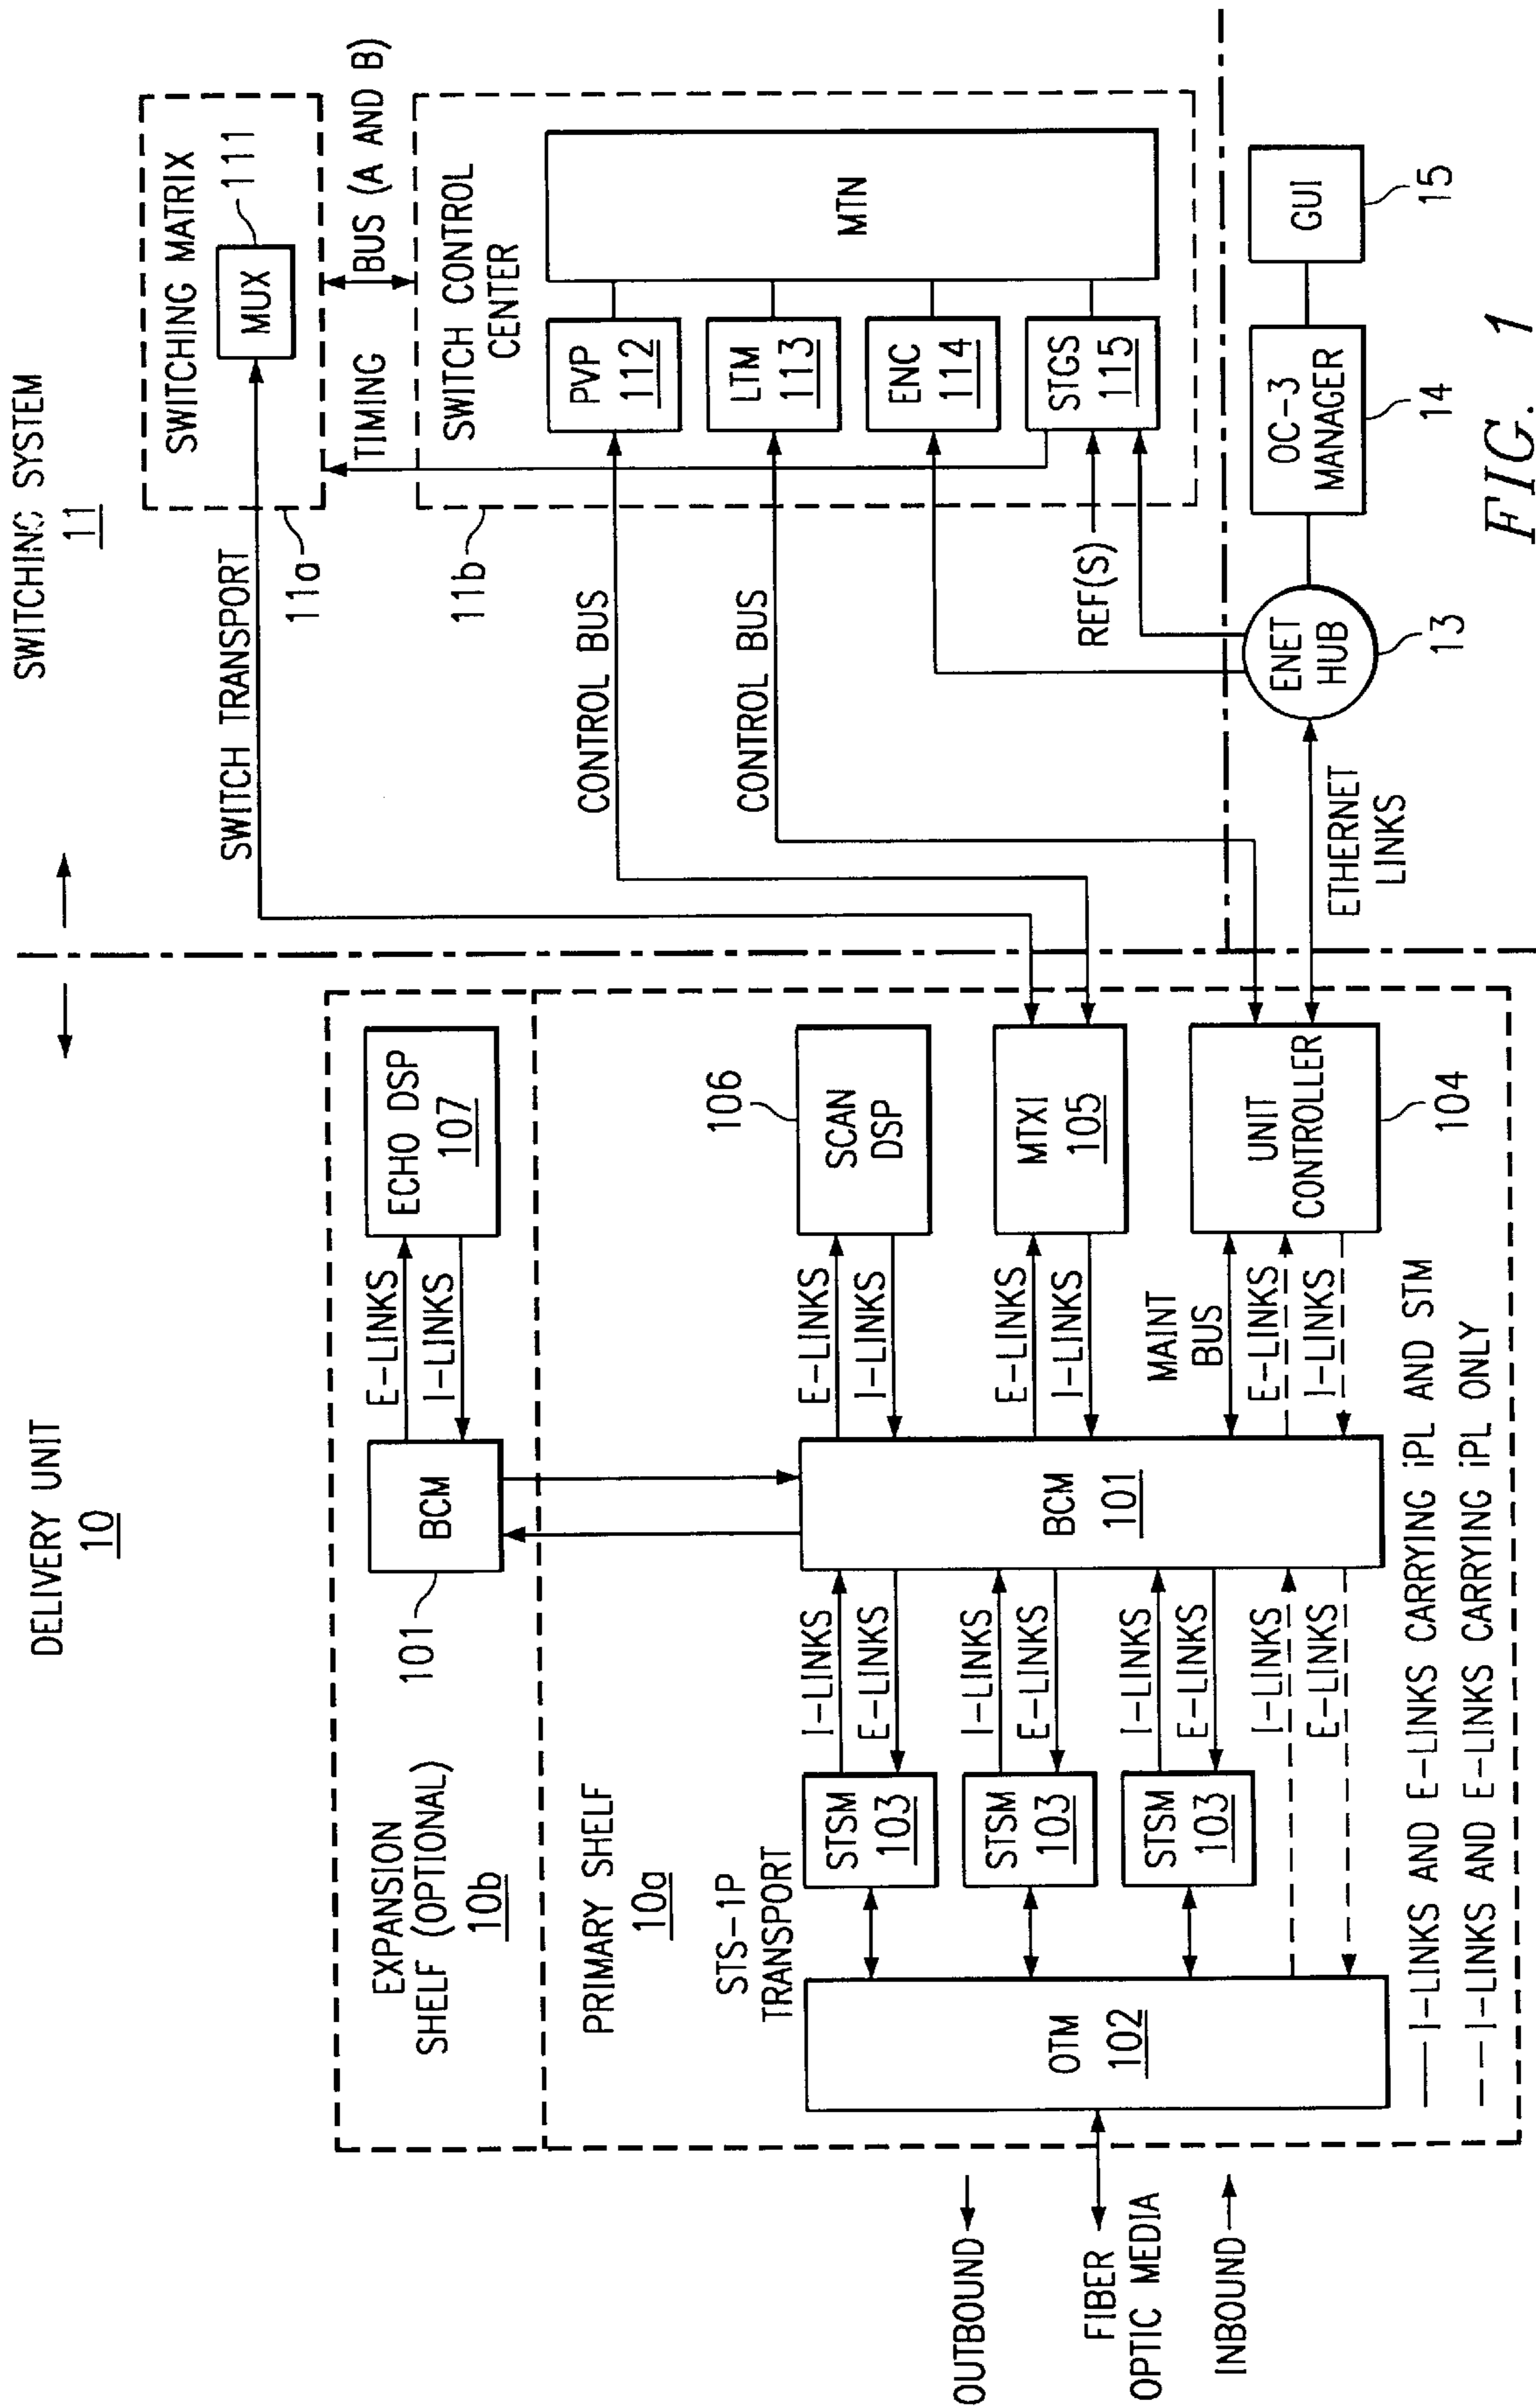 DELIVERY UNIT
10
SWITCHING SYSTEM
11
EXPANSION
SHELF (OPTIONAL)
10b
101
BCM
E-LINKS
I-LINKS
ECHO DSP
107
PRIMARY SHELF
10a
STS-1P
TRANSPORT
OUTBOUND
FIBER
OPTIC MEDIA
INBOUND
OTM
102
STSM
103
STSM
103
STSM
103
I-LINKS
E-LINKS
I-LINKS
E-LINKS
I-LINKS
E-LINKS
I-LINKS
E-LINKS
BCM
101
E-LINKS
I-LINKS
E-LINKS
I-LINKS
MAINT
BUS
E-LINKS
I-LINKS
106
SCAN
DSP
MTXI
105
UNIT
CONTROLLER
104
I-LINKS AND E-LINKS CARRYING iPL AND STM
I-LINKS AND E-LINKS CARRYING iPL ONLY
SWITCH TRANSPORT
CONTROL BUS
CONTROL BUS
ETHERNET
LINKS
SWITCHING MATRIX
MUX
111
11a
TIMING
BUS (A AND B)
11b
SWITCH CONTROL
CENTER
PVP
112
LTM
113
ENC
114
STGS
115
MTN
REF(S)
ENET
HUB
13
OC-3
MANAGER
14
GUI
15
FIG. 1